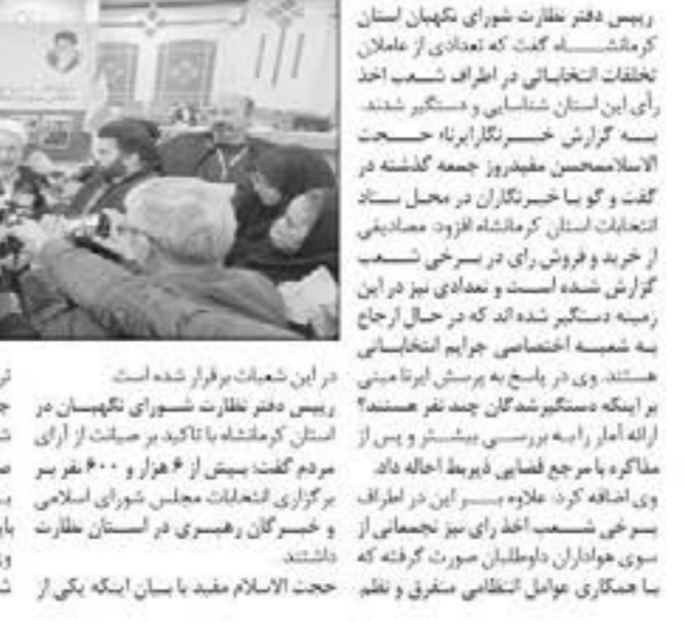 رییس دفتر نظارت شورای نگهبان استان
کرمانشاه گفت که تعدادی از عاملان
تخلفات انتخاباتی در اطراف شعب اخذ
رأی این استان شناسایی و دستگیر شدند.
به گزارش خبرنگار ایرنا، حجت
الاسلام محسن مفید روز جمعه گذشته در
گفت و گو با خبرنگاران در محل ستاد
انتخابات استان کرمانشاه افزود: مصادیقی
از خرید و فروش رای در برخی شعب
گزارش شده است و تعدادی نیز در این
زمینه دستگیر شده اند که در حال ارجاع
به شعبه اختصاصی جرایم انتخاباتی
هستند. وی در پاسخ به پرسش ایرنا مبنی
بر اینکه دستگیرشدگان چند نفر هستند؟
ارائه آمار را به بررسی بیشتر و پس از
مذاکره با مرجع قضایی ذیربط احاله داد.
وی اضافه کرد: علاوه بر این در اطراف
برخی شعب اخذ رای نیز تجمعاتی از
سوی هواداران داوطلبان صورت گرفته که
با همکاری عوامل انتظامی متفرق و نظم
در این شعبات برقرار شده است.
رییس دفتر نظارت شورای نگهبان در
استان کرمانشاه با تاکید بر صیانت از آرای
مردم گفت: بیش از ۶ هزار و ۶۰۰ نفر بر
برگزاری انتخابات مجلس شورای اسلامی
و خبرگان رهبری در استان نظارت
داشتند.
حجت الاسلام مفید با بیان اینکه یکی از